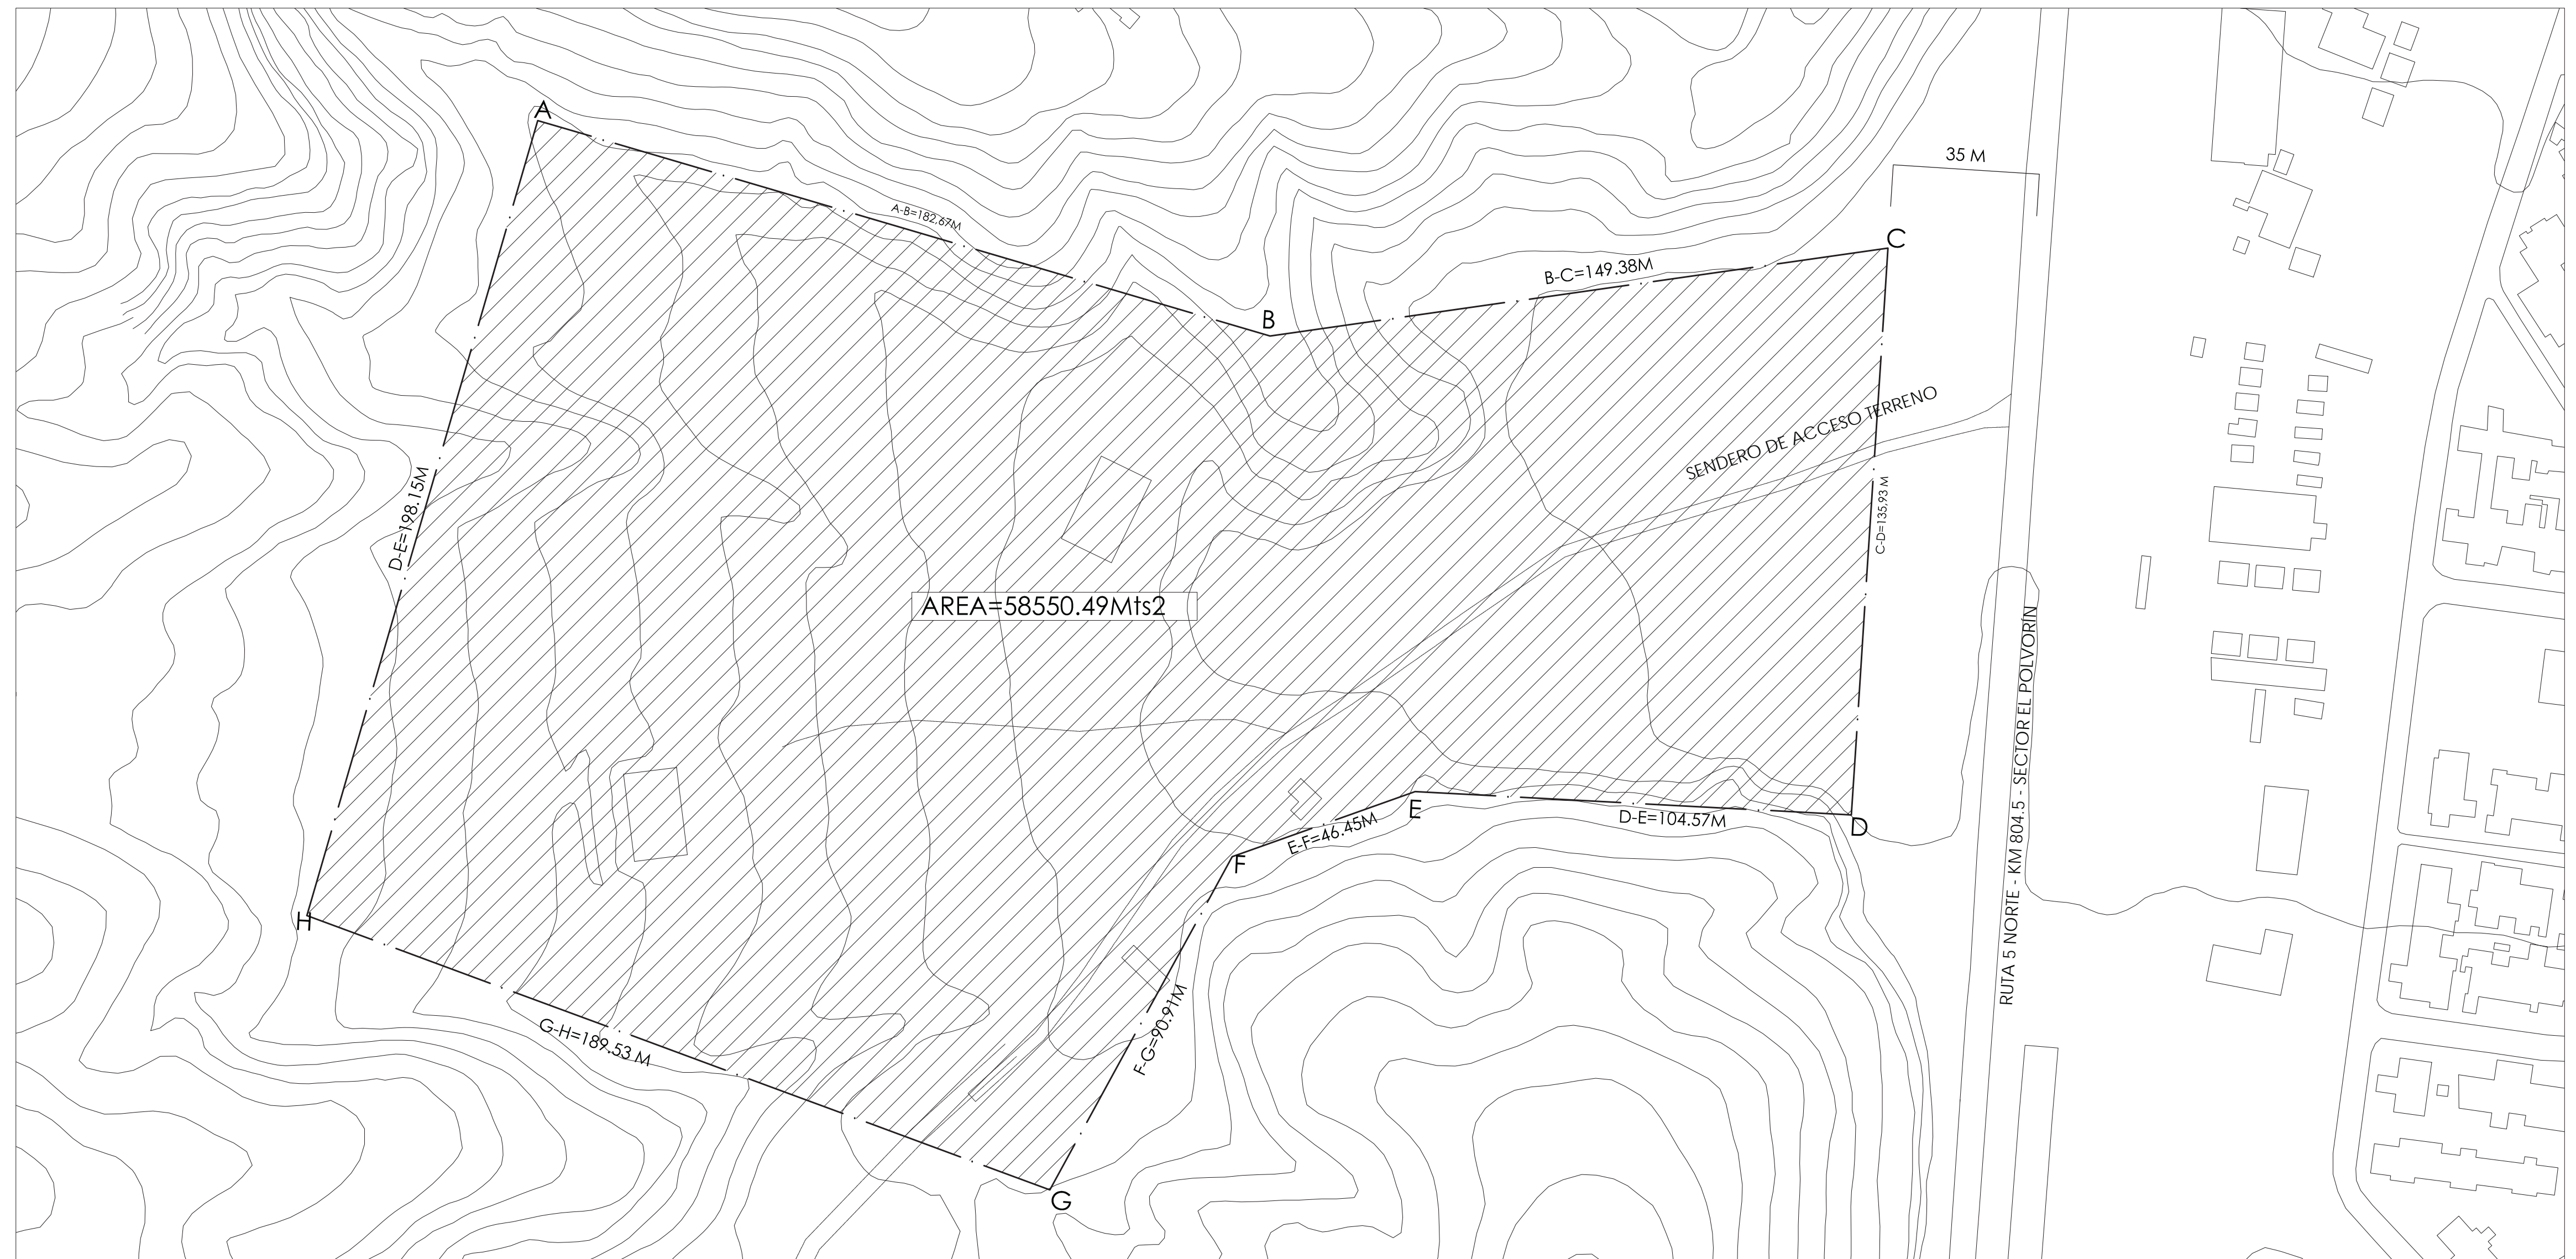 A
35 M
A-B=182.67M
C
B-C=149.38M
B
SENDERO DE ACCESO TERRENO
D-E=198.15M
C-D=135,93 M
AREA=58550.49Mts2
RUTA 5 NORTE - KM 804.5 - SECTOR EL POLVORÍN
E
D-E=104.57M
D
E-F=46.45M
F
H
G-H=189.53 M
F-G=90.91M
G